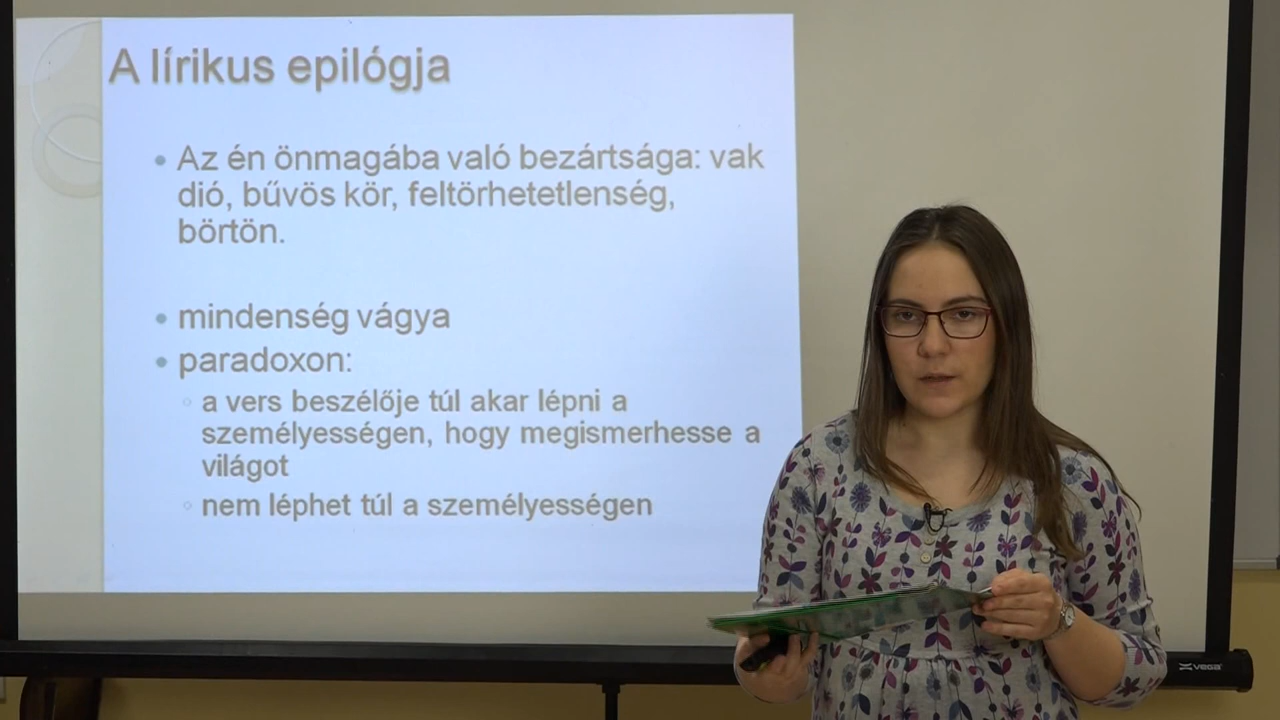 A lírikus epilógja
Az én önmagába való bezártsága: vak
dió, bűvös kör, feltörhetetlenség,
börtön.
mindenség vágya
paradoxon:
a vers beszélője túl akar lépni a
személyességen, hogy megismerhesse a
világot
nem léphet túl a személyességen
VEGA